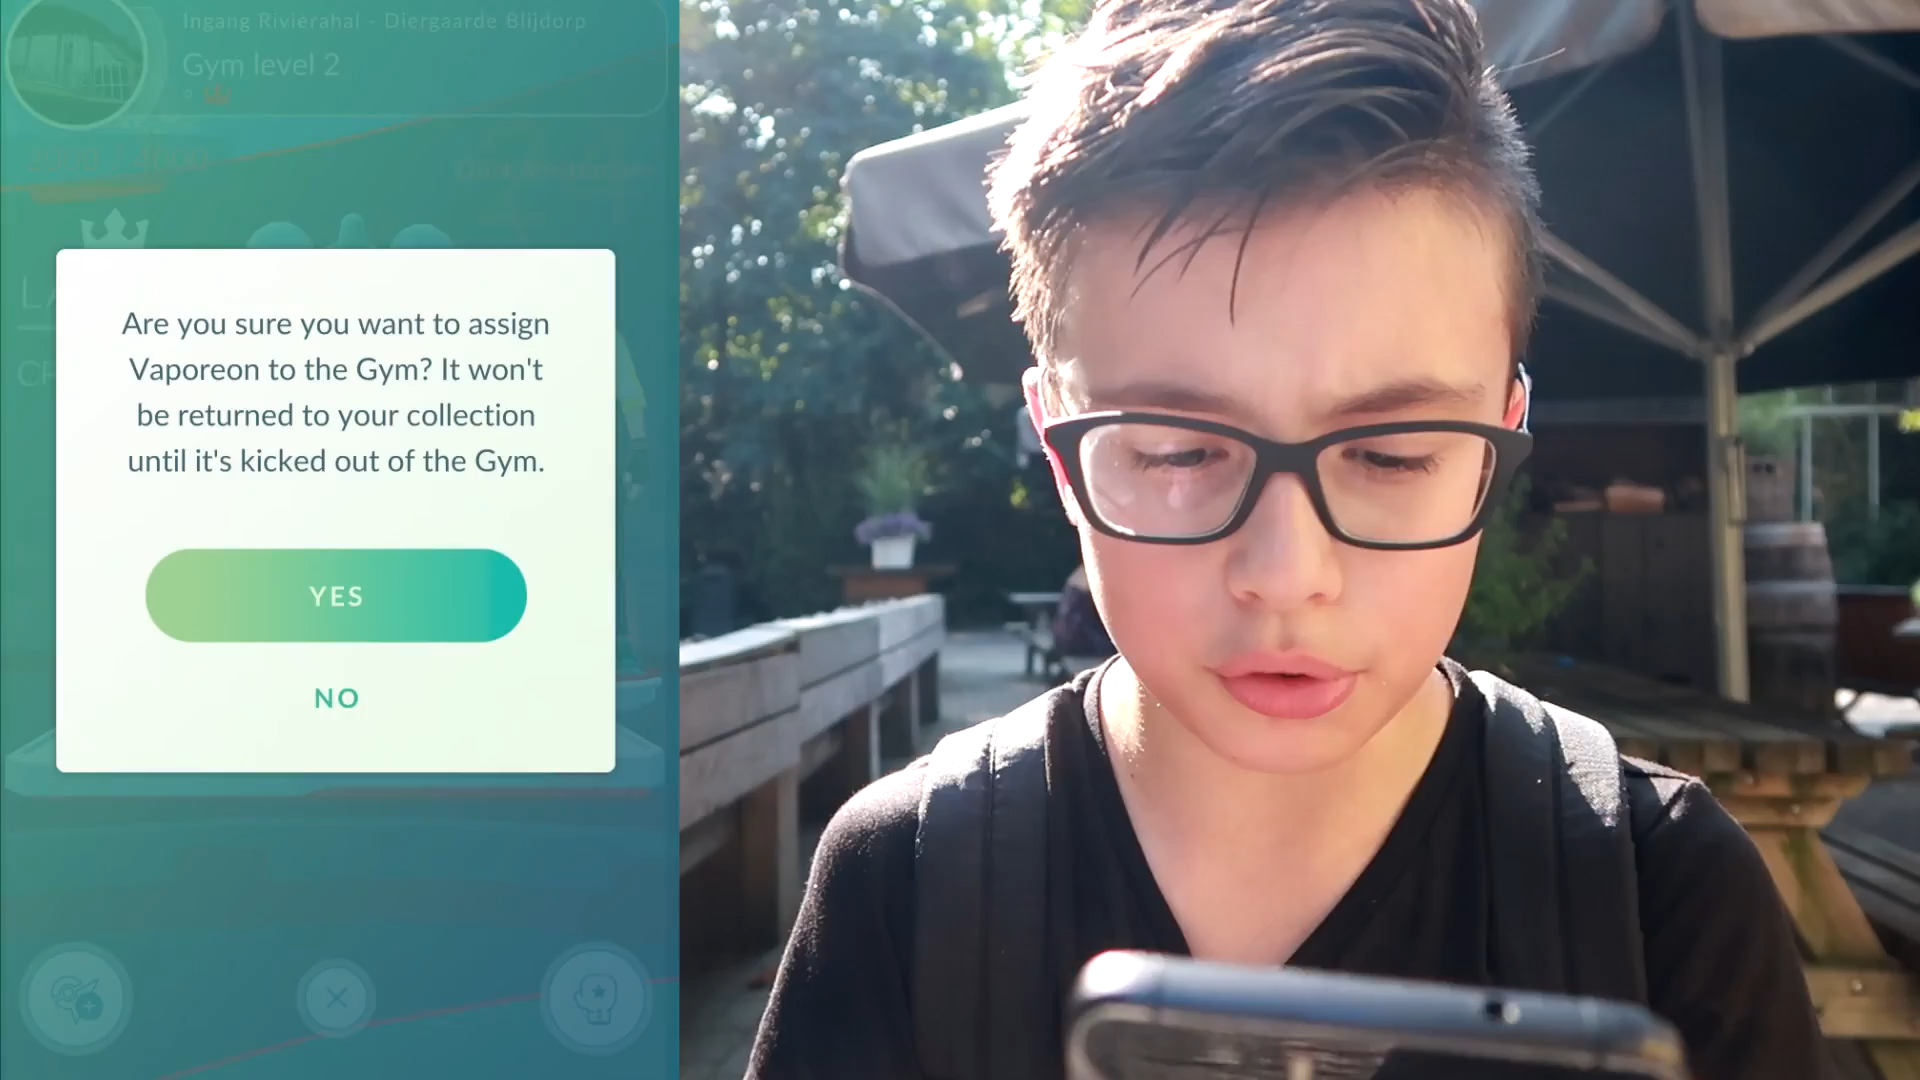 Ingang Rivièrahal - Diergaarde Blijdorp
Gym level 2
Are you sure you want to assign
Vaporeon to the Gym? It won't
be returned to your collection
until it's kicked out of the Gym.
YES
NO